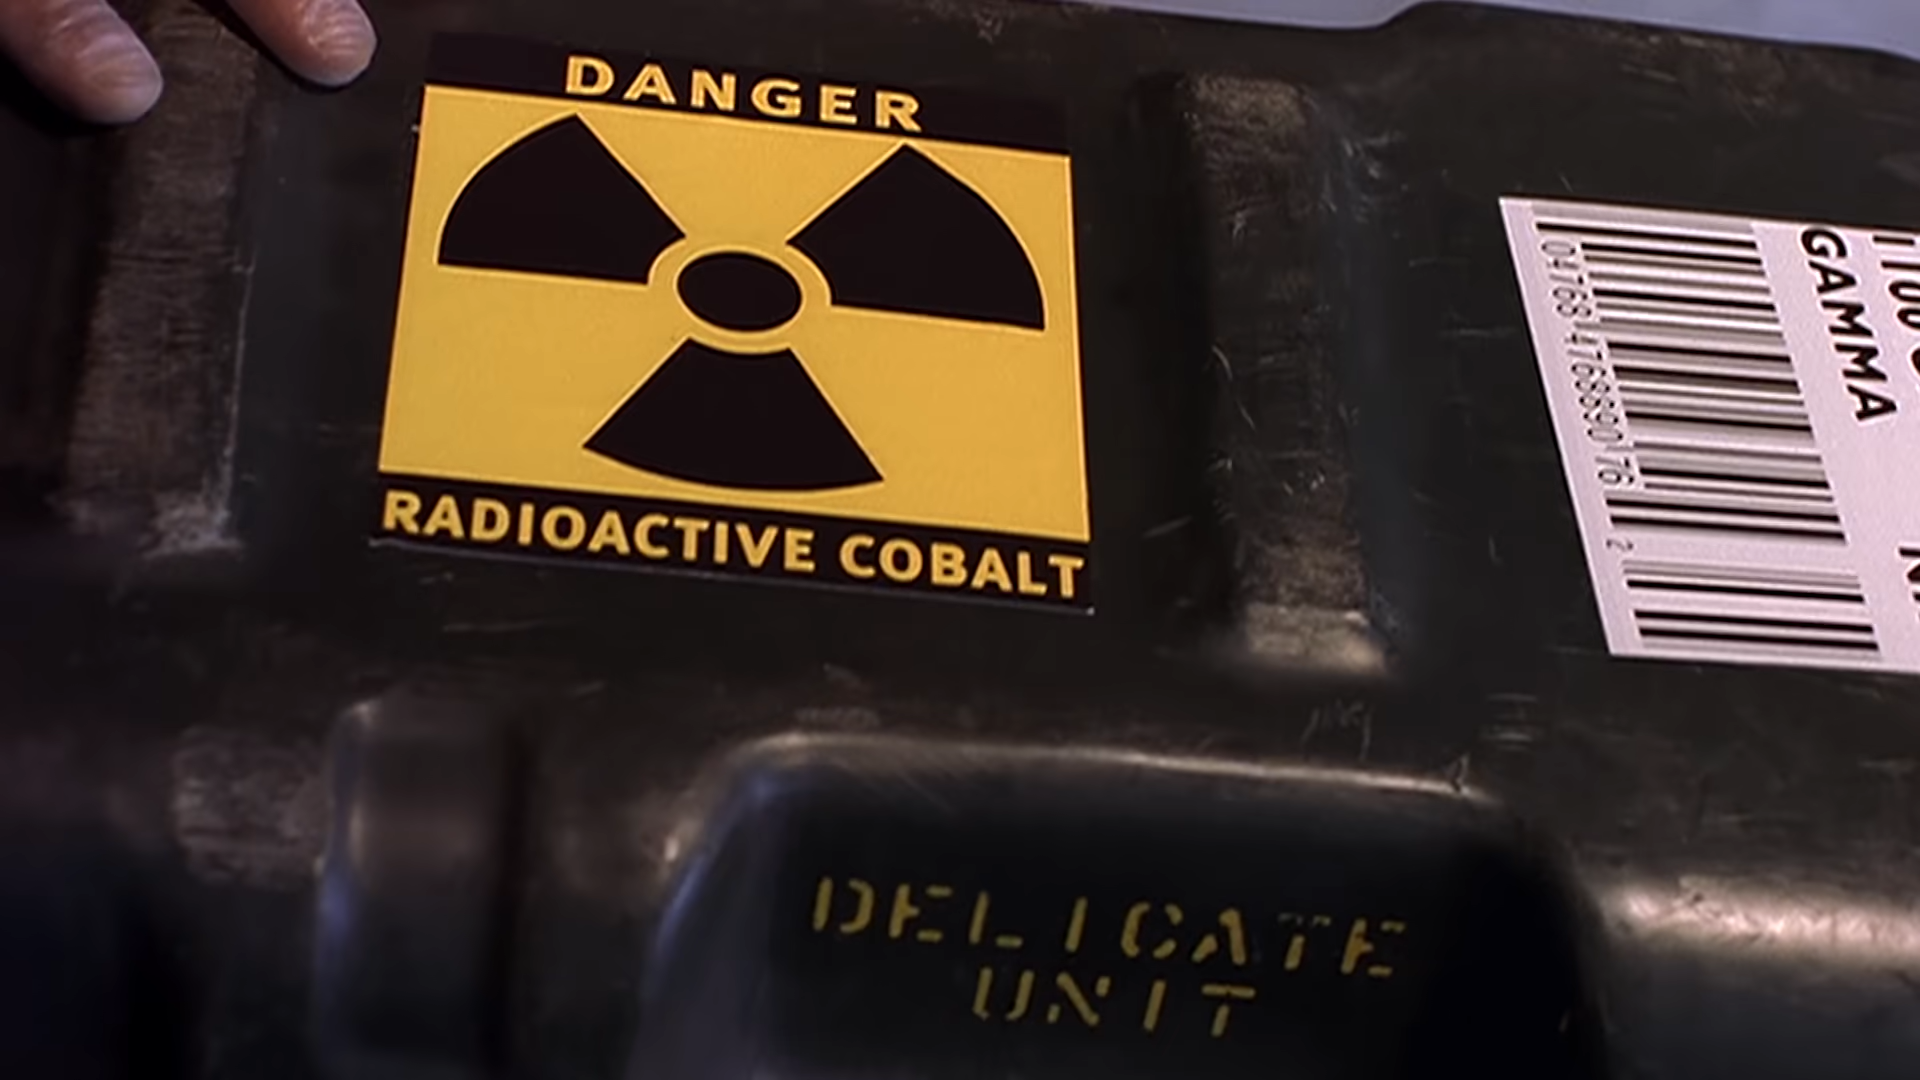 DANGER
RADIOACTIVE COBALT
GAMMA
DELICATE
UNIT